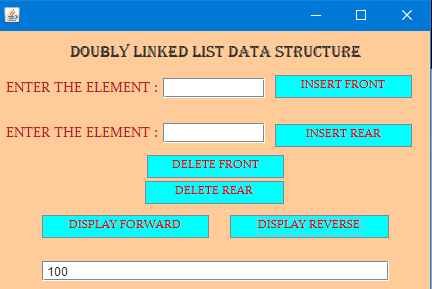 DOUBLY LINKED LIST DATA STRUCTURE
ENTER THE ELEMENT : INSERT FRONT
ENTER THE ELEMENT : INSERT REAR
DELETE FRONT
DELETE REAR
DISPLAY FORWARD DISPLAY REVERSE
100